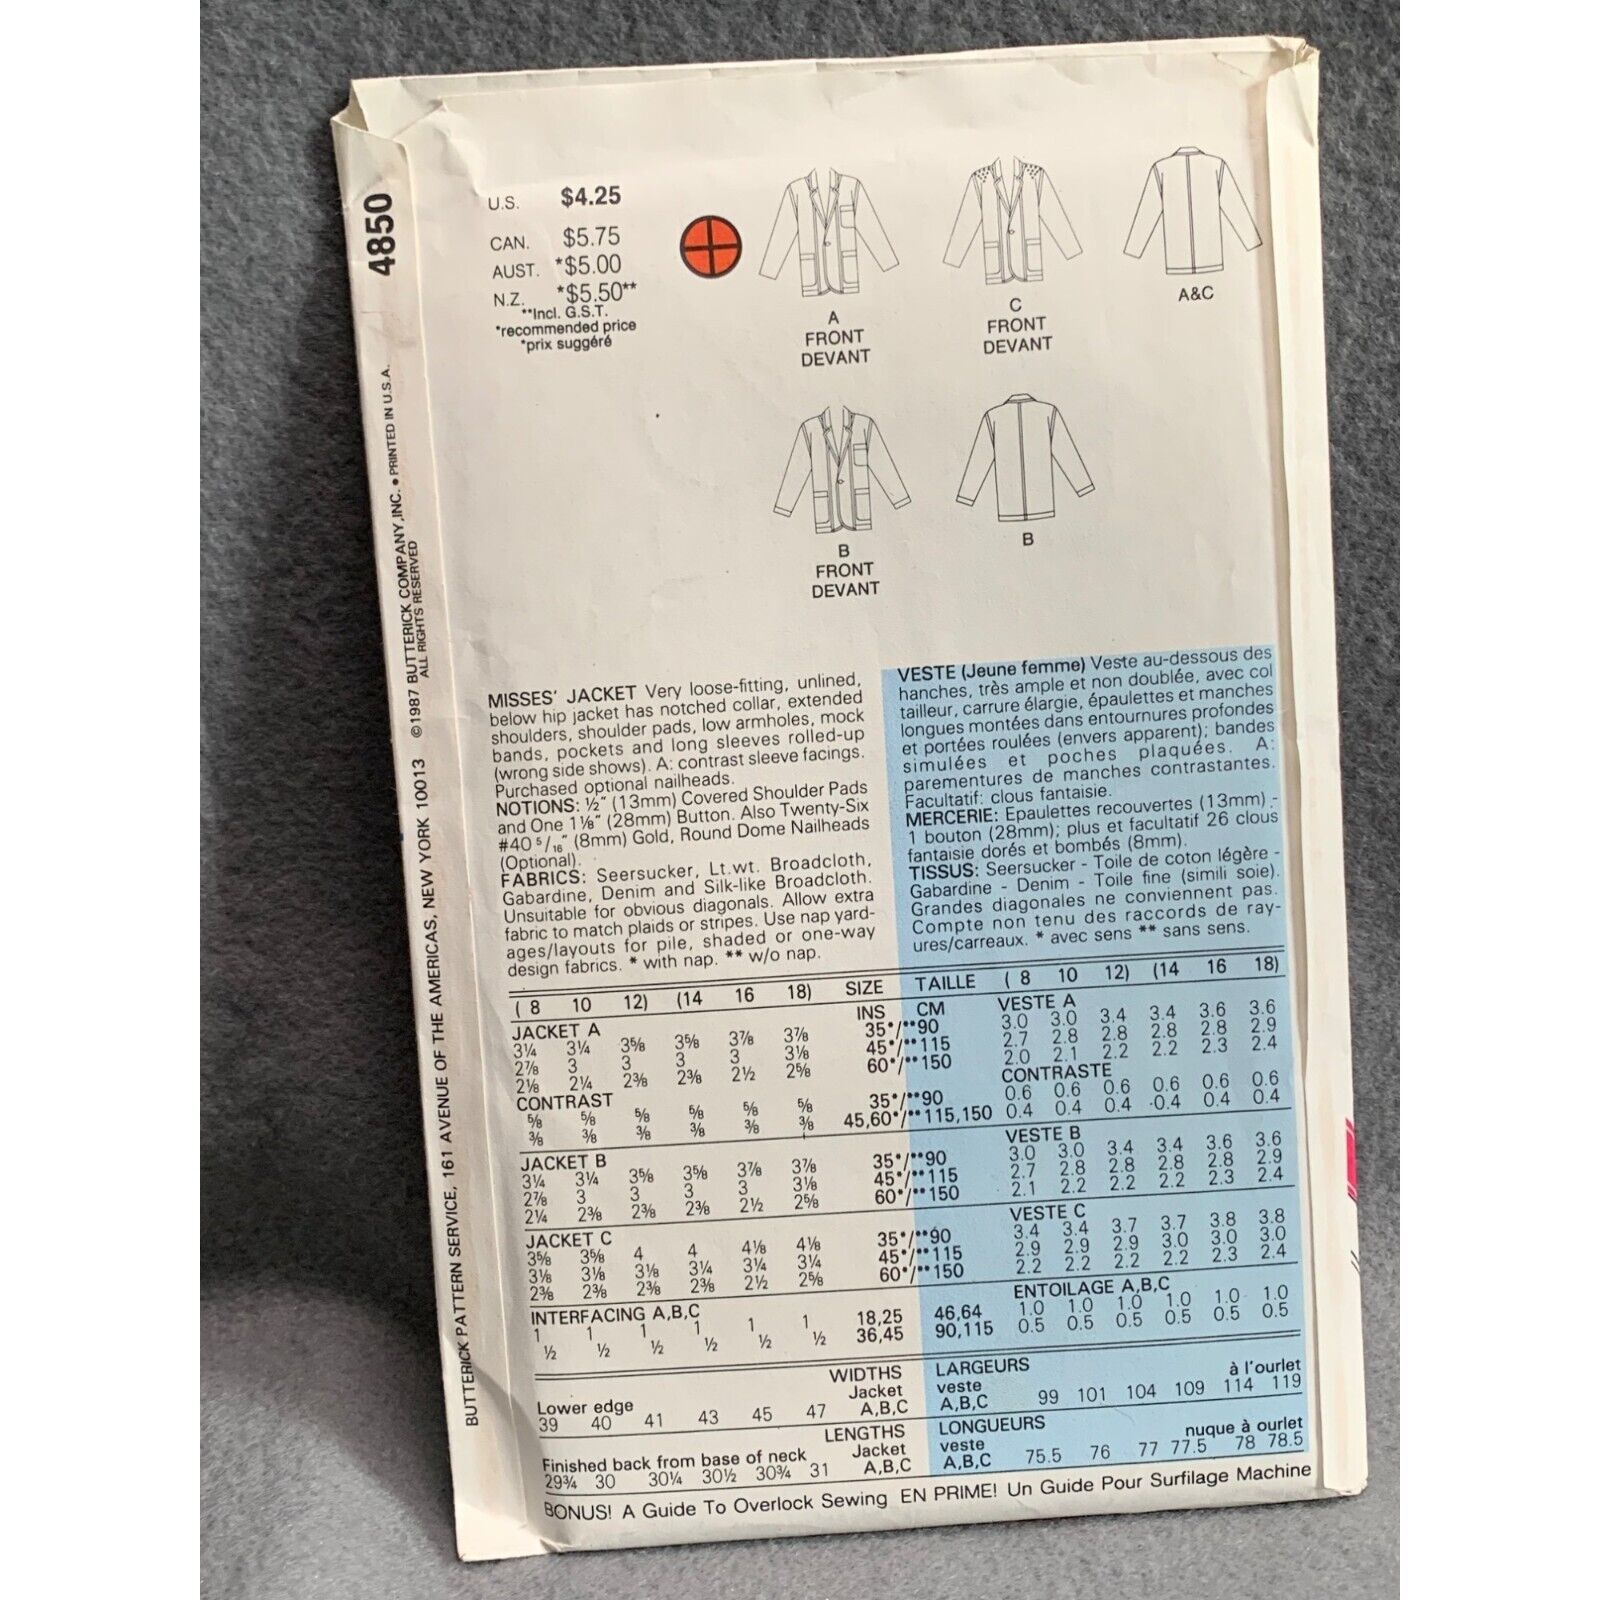 4850
BUTTERICK PATTERN SERVICE, 161 AVENUE OF THE AMERICAS, NEW YORK 10013 ©1987 BUTTERICK COMPANY, INC. • PRINTED IN U.S.A.
ALL RIGHTS RESERVED
U.S. $4.25
CAN. $5.75
AUST. *$5.00
N.Z. *$5.50**
**Incl. G.S.T.
*recommended price
*prix suggéré
A
FRONT
DEVANT
C
FRONT
DEVANT
A&C
B
FRONT
DEVANT
B
MISSES' JACKET Very loose-fitting, unlined,
below hip jacket has notched collar, extended
shoulders, shoulder pads, low armholes, mock
bands, pockets and long sleeves rolled-up
(wrong side shows). A: contrast sleeve facings.
Purchased optional nailheads.
NOTIONS: ½" (13mm) Covered Shoulder Pads
and One 1⅛" (28mm) Button. Also Twenty-Six
#40 5/16" (8mm) Gold, Round Dome Nailheads
(Optional).
FABRICS: Seersucker, Lt.wt. Broadcloth,
Gabardine, Denim and Silk-like Broadcloth.
Unsuitable for obvious diagonals. Allow extra
fabric to match plaids or stripes. Use nap yard-
ages/layouts for pile, shaded or one-way
design fabrics. * with nap. ** w/o nap.
VESTE (Jeune femme) Veste au-dessous des
hanches, très ample et non doublée, avec col
tailleur, carrure élargie, épaulettes et manches
longues montées dans entournures profondes
et portées roulées (envers apparent); bandes
simulées et poches plaquées. A:
parementures de manches contrastantes.
Facultatif: clous fantaisie.
MERCERIE: Epaulettes recouvertes (13mm) -
1 bouton (28mm); plus et facultatif 26 clous
fantaisie dorés et bombés (8mm).
TISSUS: Seersucker - Toile de coton légère -
Gabardine - Denim - Toile fine (simili soie).
Grandes diagonales ne conviennent pas.
Compte non tenu des raccords de ray-
ures/carreaux. * avec sens ** sans sens.
( 8 10 12) (14 16 18) SIZE TAILLE ( 8 10 12) (14 16 18)
JACKET A INS CM VESTE A
3¼ 3¼ 3⅝ 3⅝ 3⅞ 3⅞ 35*/**90 3.0 3.0 3.4 3.4 3.6 3.6
2⅞ 3 3 3 3 3⅛ 45*/**115 2.7 2.8 2.8 2.8 2.8 2.9
2⅛ 2¼ 2⅜ 2⅜ 2½ 2⅝ 60*/**150 2.0 2.1 2.2 2.2 2.3 2.4
CONTRAST CONTRASTE
⅝ ⅝ ⅝ ⅝ ⅝ ⅝ 35*/**90 0.6 0.6 0.6 0.6 0.6 0.6
⅜ ⅜ ⅜ ⅜ ⅜ ⅜ 45,60*/**115,150 0.4 0.4 0.4 0.4 0.4 0.4
JACKET B VESTE B
3¼ 3¼ 3⅝ 3⅝ 3⅞ 3⅞ 35*/**90 3.0 3.0 3.4 3.4 3.6 3.6
2⅞ 3 3 3 3 3⅛ 45*/**115 2.7 2.8 2.8 2.8 2.8 2.9
2¼ 2⅜ 2⅜ 2⅜ 2½ 2⅝ 60*/**150 2.1 2.2 2.2 2.2 2.3 2.4
JACKET C VESTE C
3⅝ 3⅝ 4 4 4⅛ 4⅛ 35*/**90 3.4 3.4 3.7 3.7 3.8 3.8
3⅛ 3⅛ 3⅛ 3¼ 3¼ 3¼ 45*/**115 2.9 2.9 2.9 3.0 3.0 3.0
2⅜ 2⅜ 2⅜ 2⅜ 2½ 2⅝ 60*/**150 2.2 2.2 2.2 2.2 2.3 2.4
INTERFACING A,B,C ENTOILAGE A,B,C
1 1 1 1 1 1 18,25 46,64 1.0 1.0 1.0 1.0 1.0 1.0
½ ½ ½ ½ ½ ½ 36,45 90,115 0.5 0.5 0.5 0.5 0.5 0.5
WIDTHS LARGEURS à l'ourlet
Lower edge Jacket veste
39 40 41 43 45 47 A,B,C A,B,C 99 101 104 109 114 119
LENGTHS LONGUEURS nuque à ourlet
Finished back from base of neck Jacket veste
29¾ 30 30¼ 30½ 30¾ 31 A,B,C A,B,C 75.5 76 77 77.5 78 78.5
BONUS! A Guide To Overlock Sewing EN PRIME! Un Guide Pour Surfilage Machine